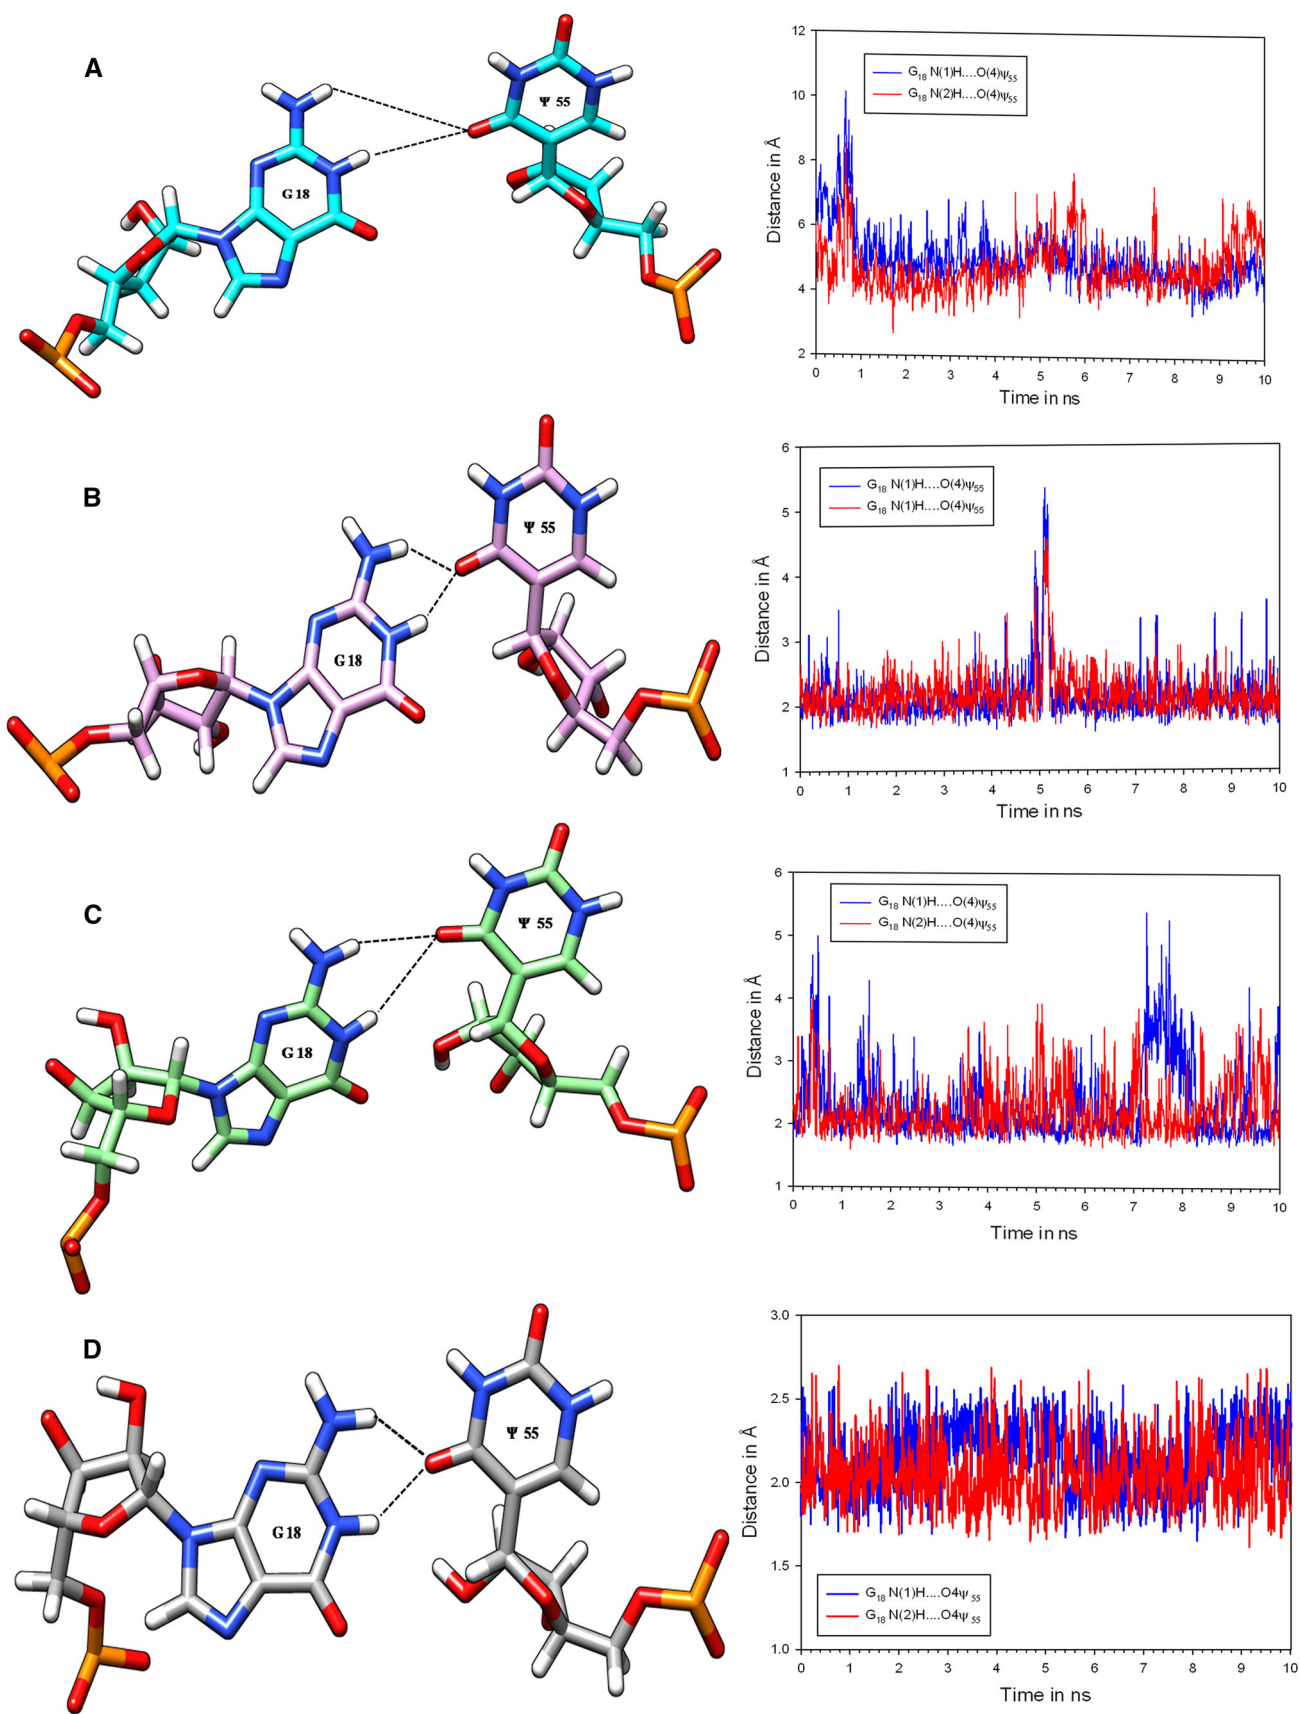 A
G 18
Ψ 55
G₁₈ N(1)H....O(4)Ψ₅₅
G₁₈ N(2)H....O(4)Ψ₅₅
Distance in Å
12
10
8
6
4
2
0 1 2 3 4 5 6 7 8 9 10
Time in ns
B
G 18
Ψ 55
G₁₈ N(1)H....O(4)Ψ₅₅
G₁₈ N(1)H....O(4)Ψ₅₅
Distance in Å
6
5
4
3
2
1
0 1 2 3 4 5 6 7 8 9 10
Time in ns
C
G 18
Ψ 55
G₁₈ N(1)H....O(4)Ψ₅₅
G₁₈ N(2)H....O(4)Ψ₅₅
Distance in Å
6
5
4
3
2
1
0 1 2 3 4 5 6 7 8 9 10
Time in ns
D
G 18
Ψ 55
Distance in Å
3.0
2.5
2.0
1.5
1.0
G₁₈ N(1)H....O4Ψ₅₅
G₁₈ N(2)H....O4Ψ₅₅
0 1 2 3 4 5 6 7 8 9 10
Time in ns